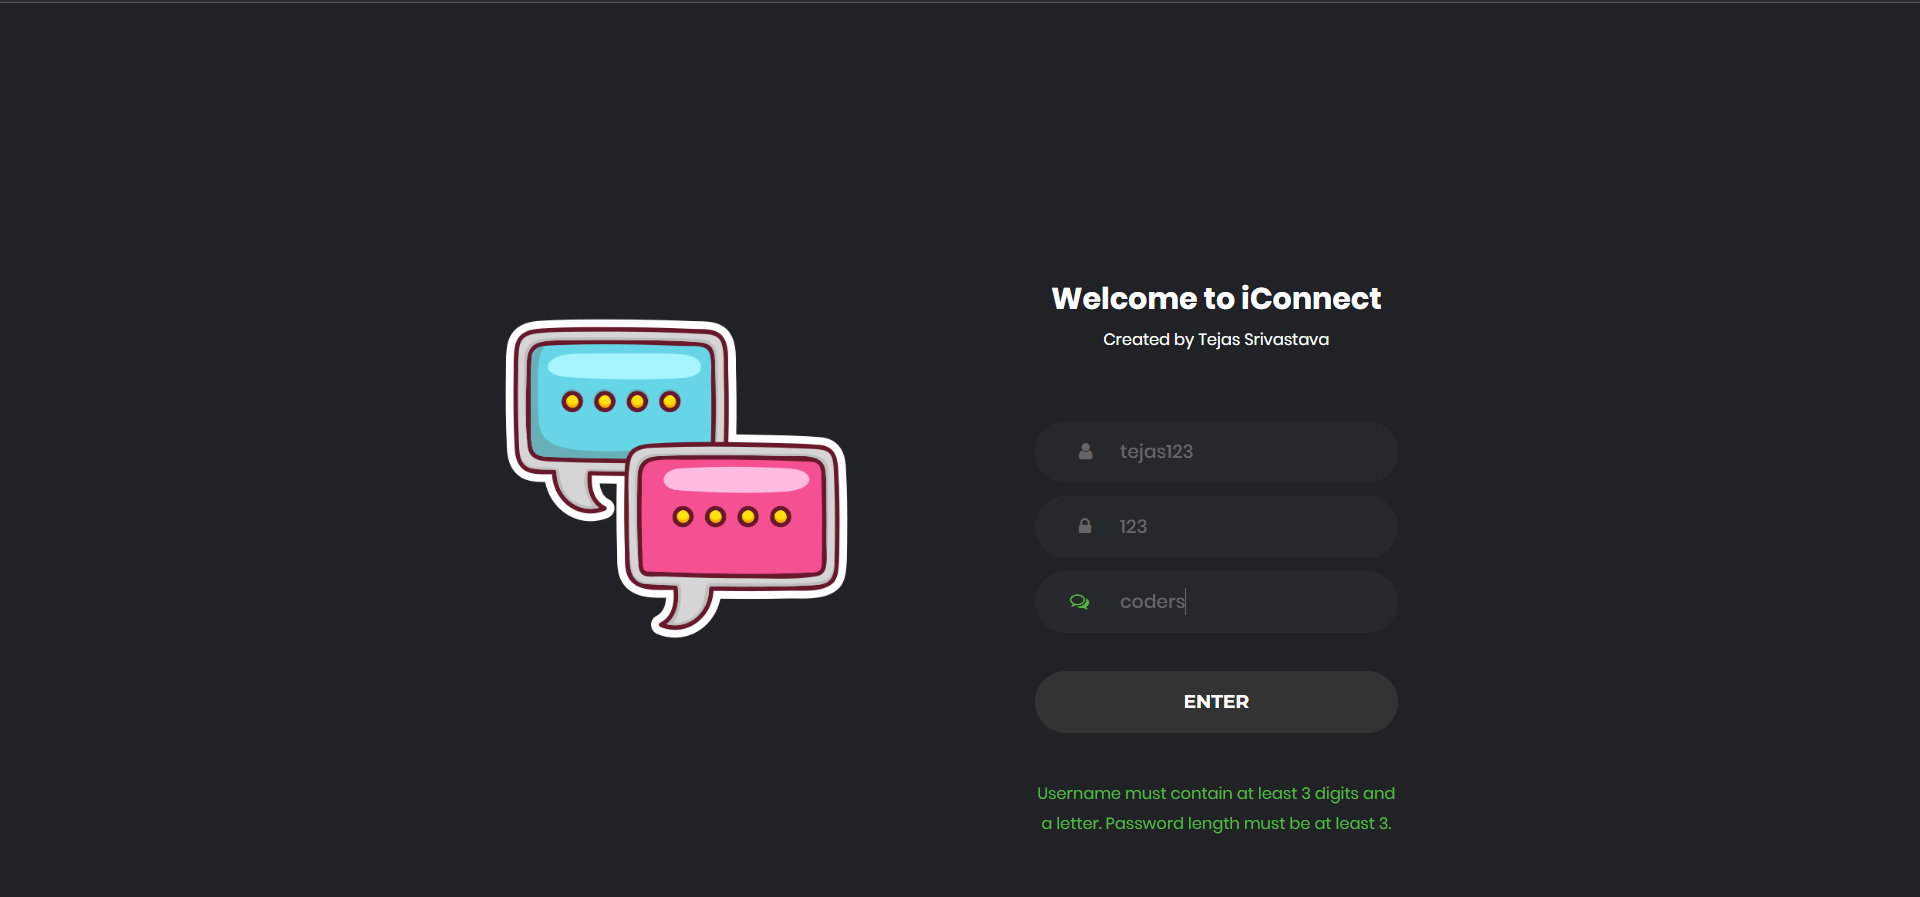 Welcome to iConnect
Created by Tejas Srivastava
tejas123
123
coders
ENTER
Username must contain at least 3 digits and
a letter. Password length must be at least 3.